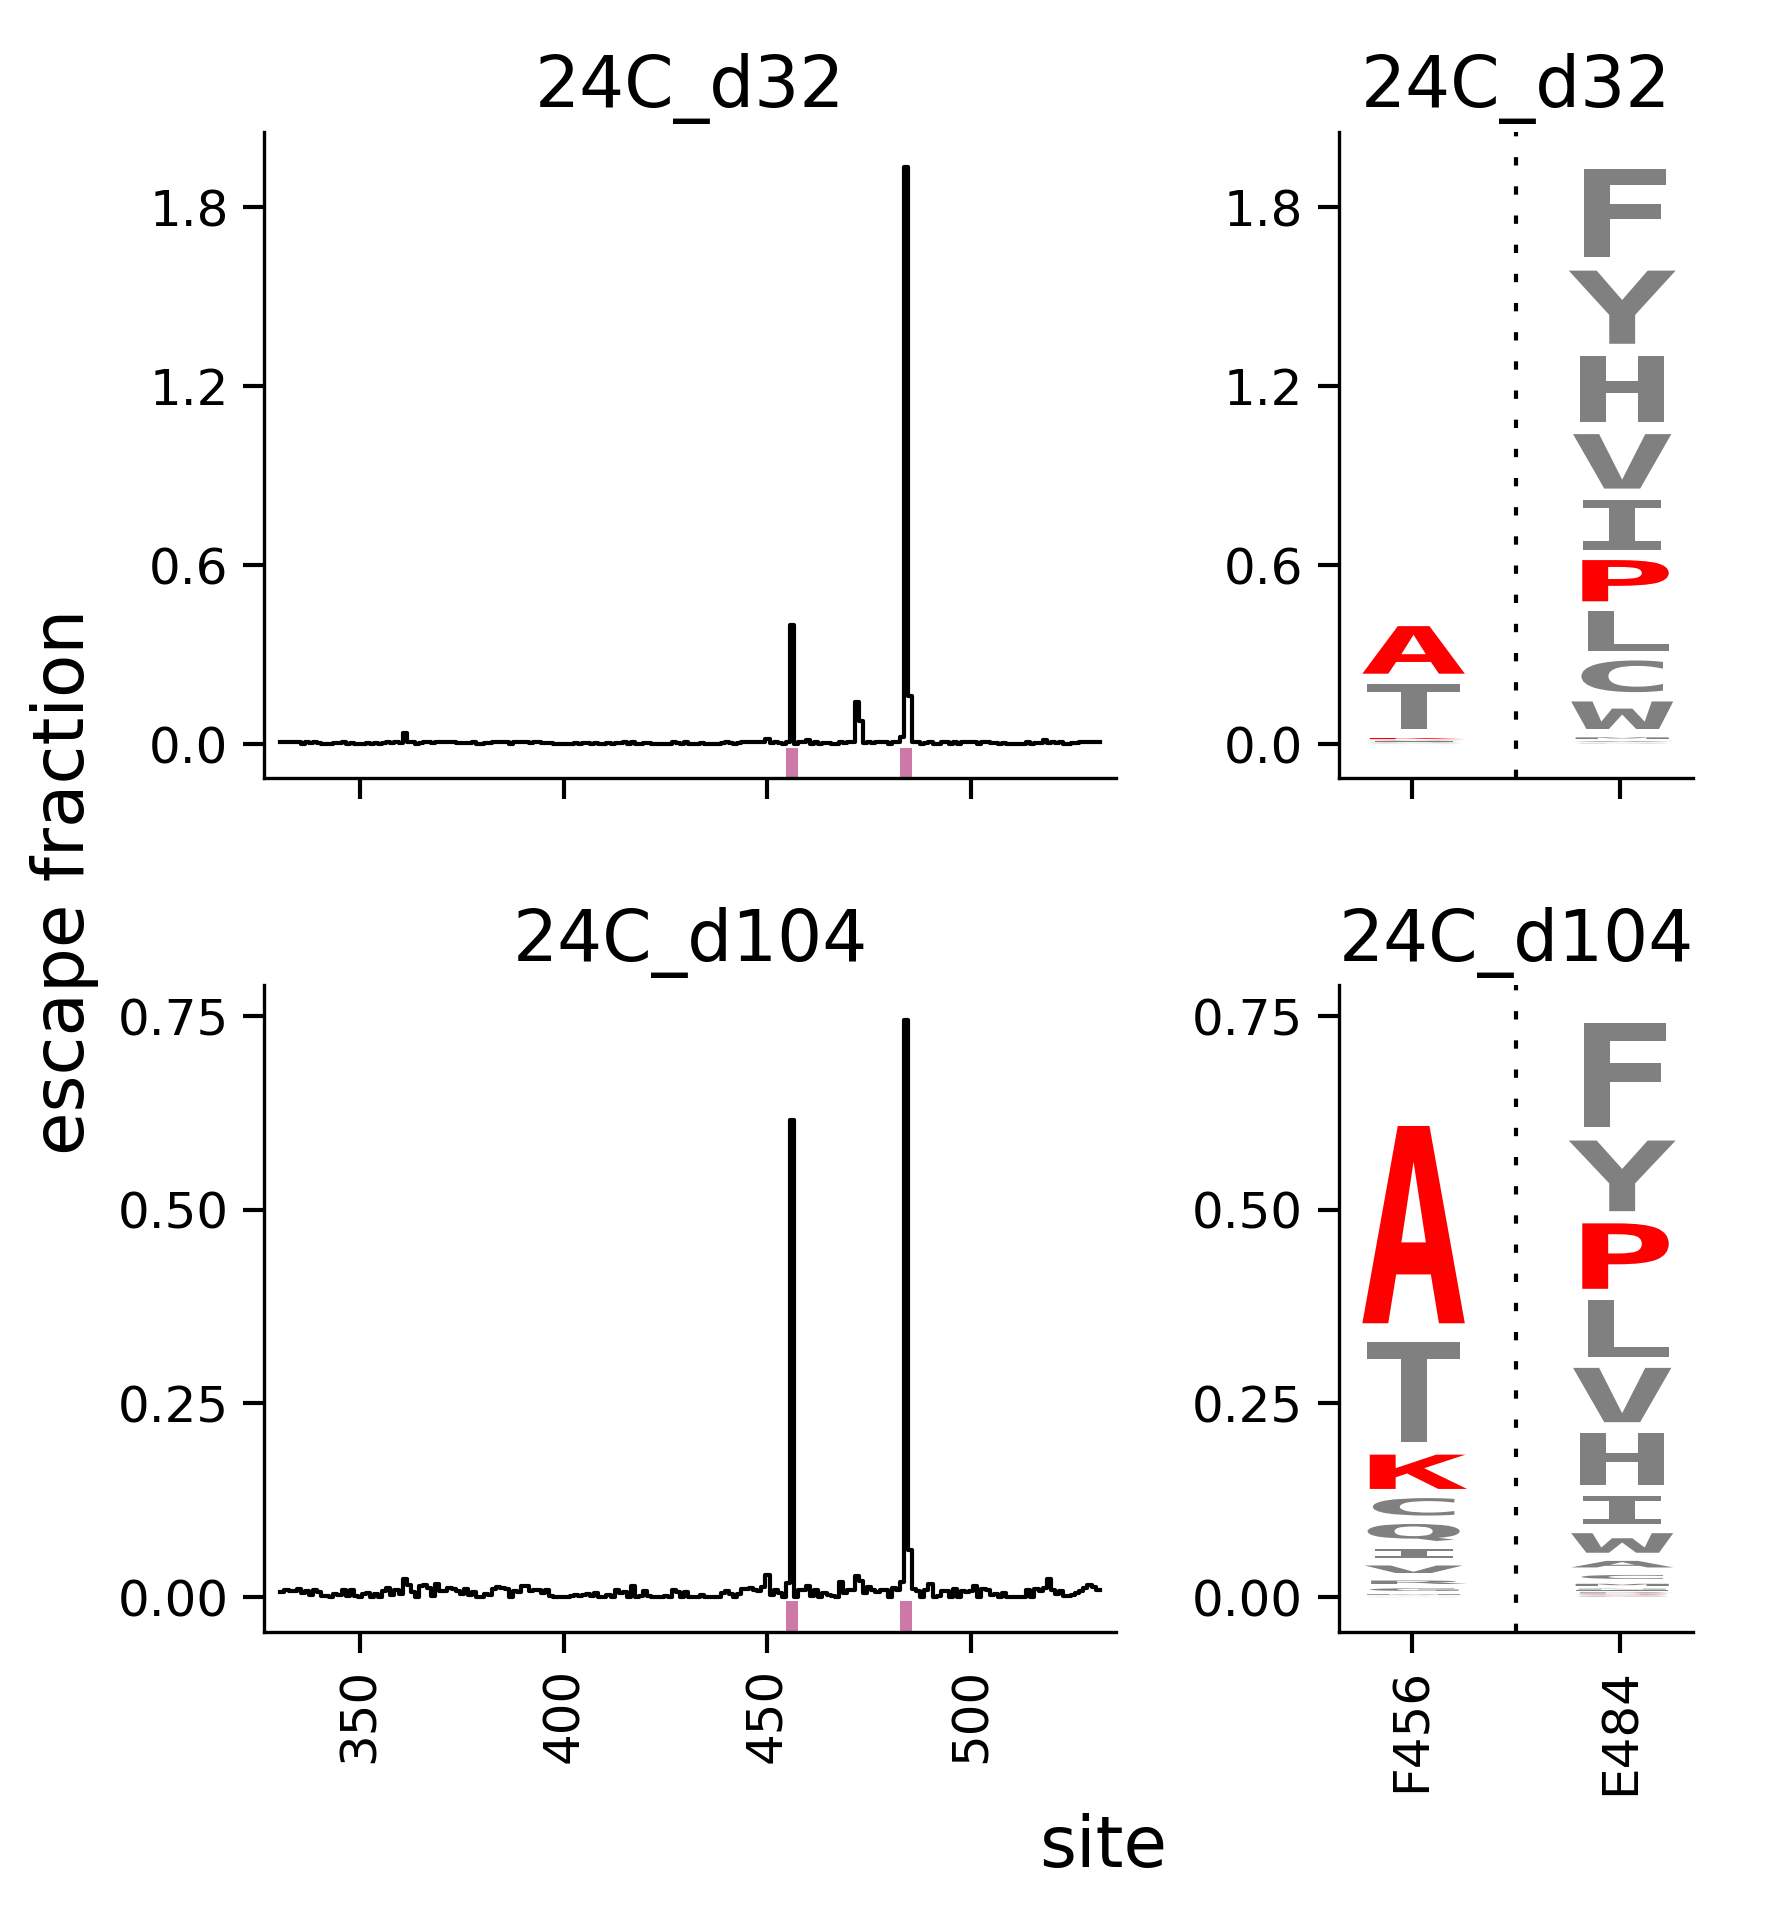 24C_d32
24C_d32
escape fraction
1.8
1.2
0.6
0.0
1.8
1.2
0.6
0.0
A
T
F
Y
H
V
I
P
L
C
W
24C_d104
24C_d104
0.75
0.50
0.25
0.00
0.75
0.50
0.25
0.00
A
T
K
C
Q
I
V
F
Y
P
L
V
H
I
W
A
350
400
450
500
F456
E484
site